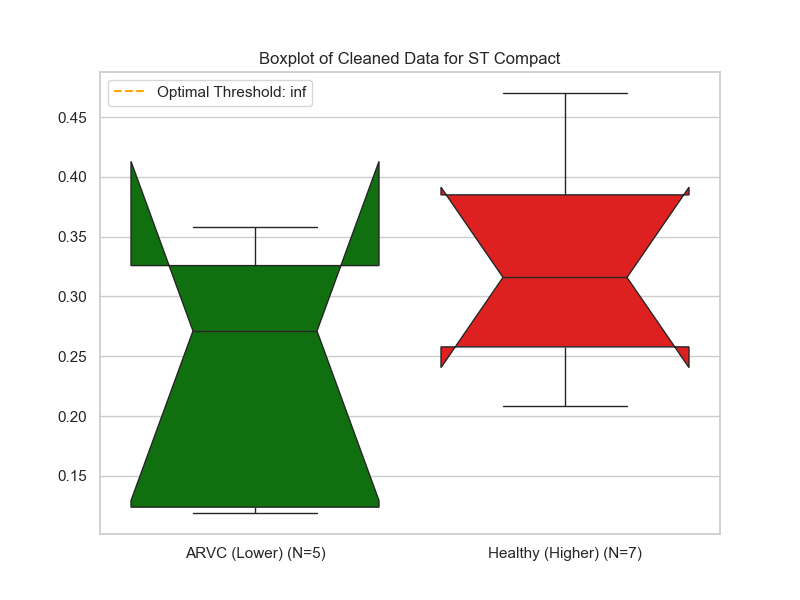 Boxplot of Cleaned Data for ST Compact
Optimal Threshold: inf
0.45
0.40
0.35
0.30
0.25
0.20
0.15
ARVC (Lower) (N=5)
Healthy (Higher) (N=7)